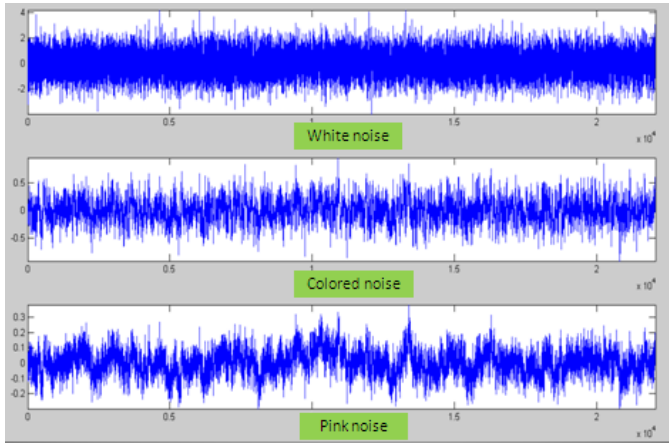 4
2
0
-2
0 0.5 1 1.5 2
x 10⁴
White noise
0.5
0
-0.5
0 0.5 1 1.5 2
x 10⁴
Colored noise
0.3
0.2
0.1
0
-0.1
-0.2
0 0.5 1 1.5 2
x 10⁴
Pink noise